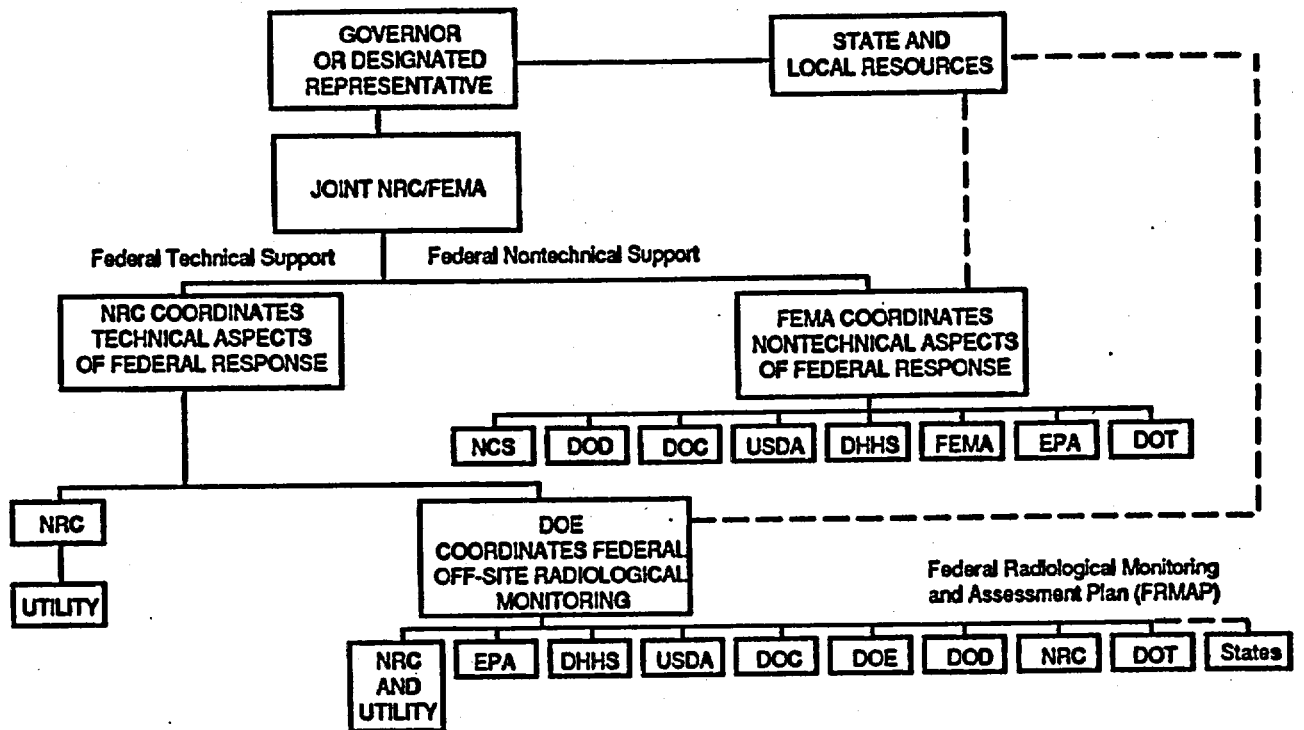 GOVERNOR
OR DESIGNATED
REPRESENTATIVE
STATE AND
LOCAL RESOURCES
JOINT NRC/FEMA
Federal Technical Support
Federal Nontechnical Support
NRC COORDINATES
TECHNICAL ASPECTS
OF FEDERAL RESPONSE
FEMA COORDINATES
NONTECHNICAL ASPECTS
OF FEDERAL RESPONSE
NCS
DOD
DOC
USDA
DHHS
FEMA
EPA
DOT
NRC
UTILITY
DOE
COORDINATES FEDERAL
OFF-SITE RADIOLOGICAL
MONITORING
Federal Radiological Monitoring
and Assessment Plan (FRMAP)
NRC
AND
UTILITY
EPA
DHHS
USDA
DOC
DOE
DOD
NRC
DOT
States